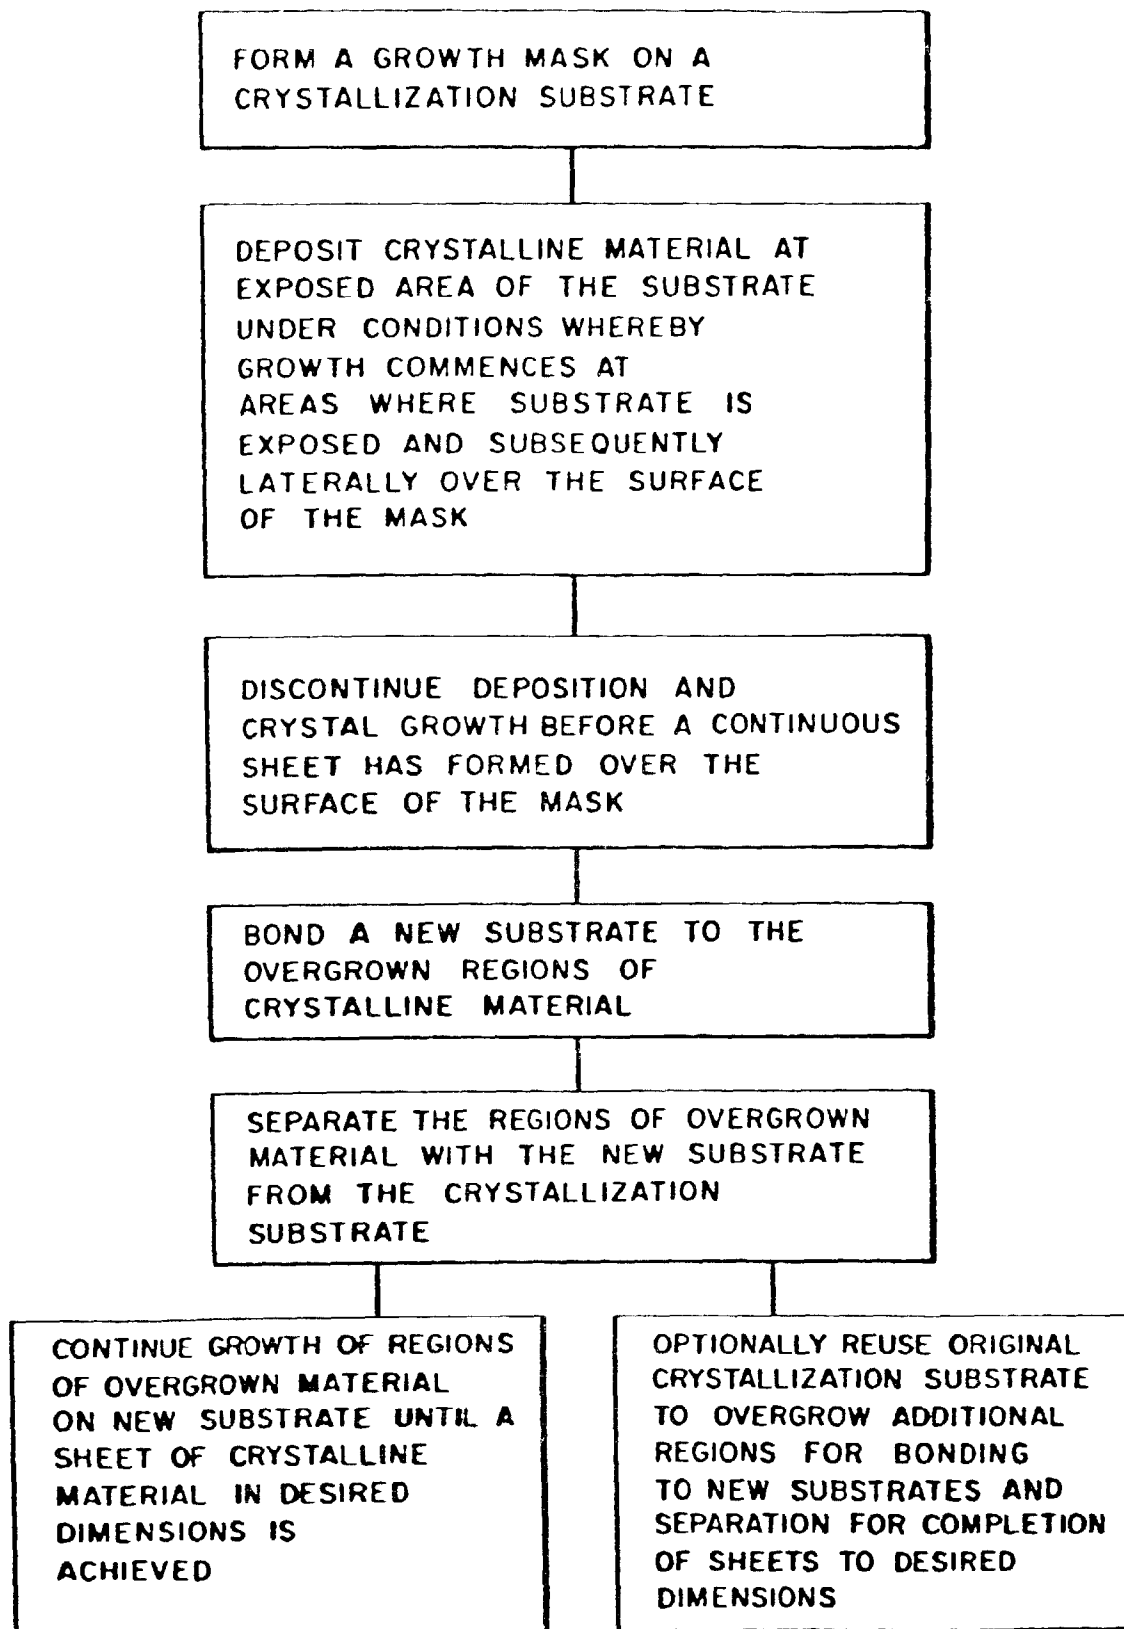 FORM A GROWTH MASK ON A
CRYSTALLIZATION SUBSTRATE
DEPOSIT CRYSTALLINE MATERIAL AT
EXPOSED AREA OF THE SUBSTRATE
UNDER CONDITIONS WHEREBY
GROWTH COMMENCES AT
AREAS WHERE SUBSTRATE IS
EXPOSED AND SUBSEQUENTLY
LATERALLY OVER THE SURFACE
OF THE MASK
DISCONTINUE DEPOSITION AND
CRYSTAL GROWTH BEFORE A CONTINUOUS
SHEET HAS FORMED OVER THE
SURFACE OF THE MASK
BOND A NEW SUBSTRATE TO THE
OVERGROWN REGIONS OF
CRYSTALLINE MATERIAL
SEPARATE THE REGIONS OF OVERGROWN
MATERIAL WITH THE NEW SUBSTRATE
FROM THE CRYSTALLIZATION
SUBSTRATE
CONTINUE GROWTH OF REGIONS
OF OVERGROWN MATERIAL
ON NEW SUBSTRATE UNTIL A
SHEET OF CRYSTALLINE
MATERIAL IN DESIRED
DIMENSIONS IS
ACHIEVED
OPTIONALLY REUSE ORIGINAL
CRYSTALLIZATION SUBSTRATE
TO OVERGROW ADDITIONAL
REGIONS FOR BONDING
TO NEW SUBSTRATES AND
SEPARATION FOR COMPLETION
OF SHEETS TO DESIRED
DIMENSIONS